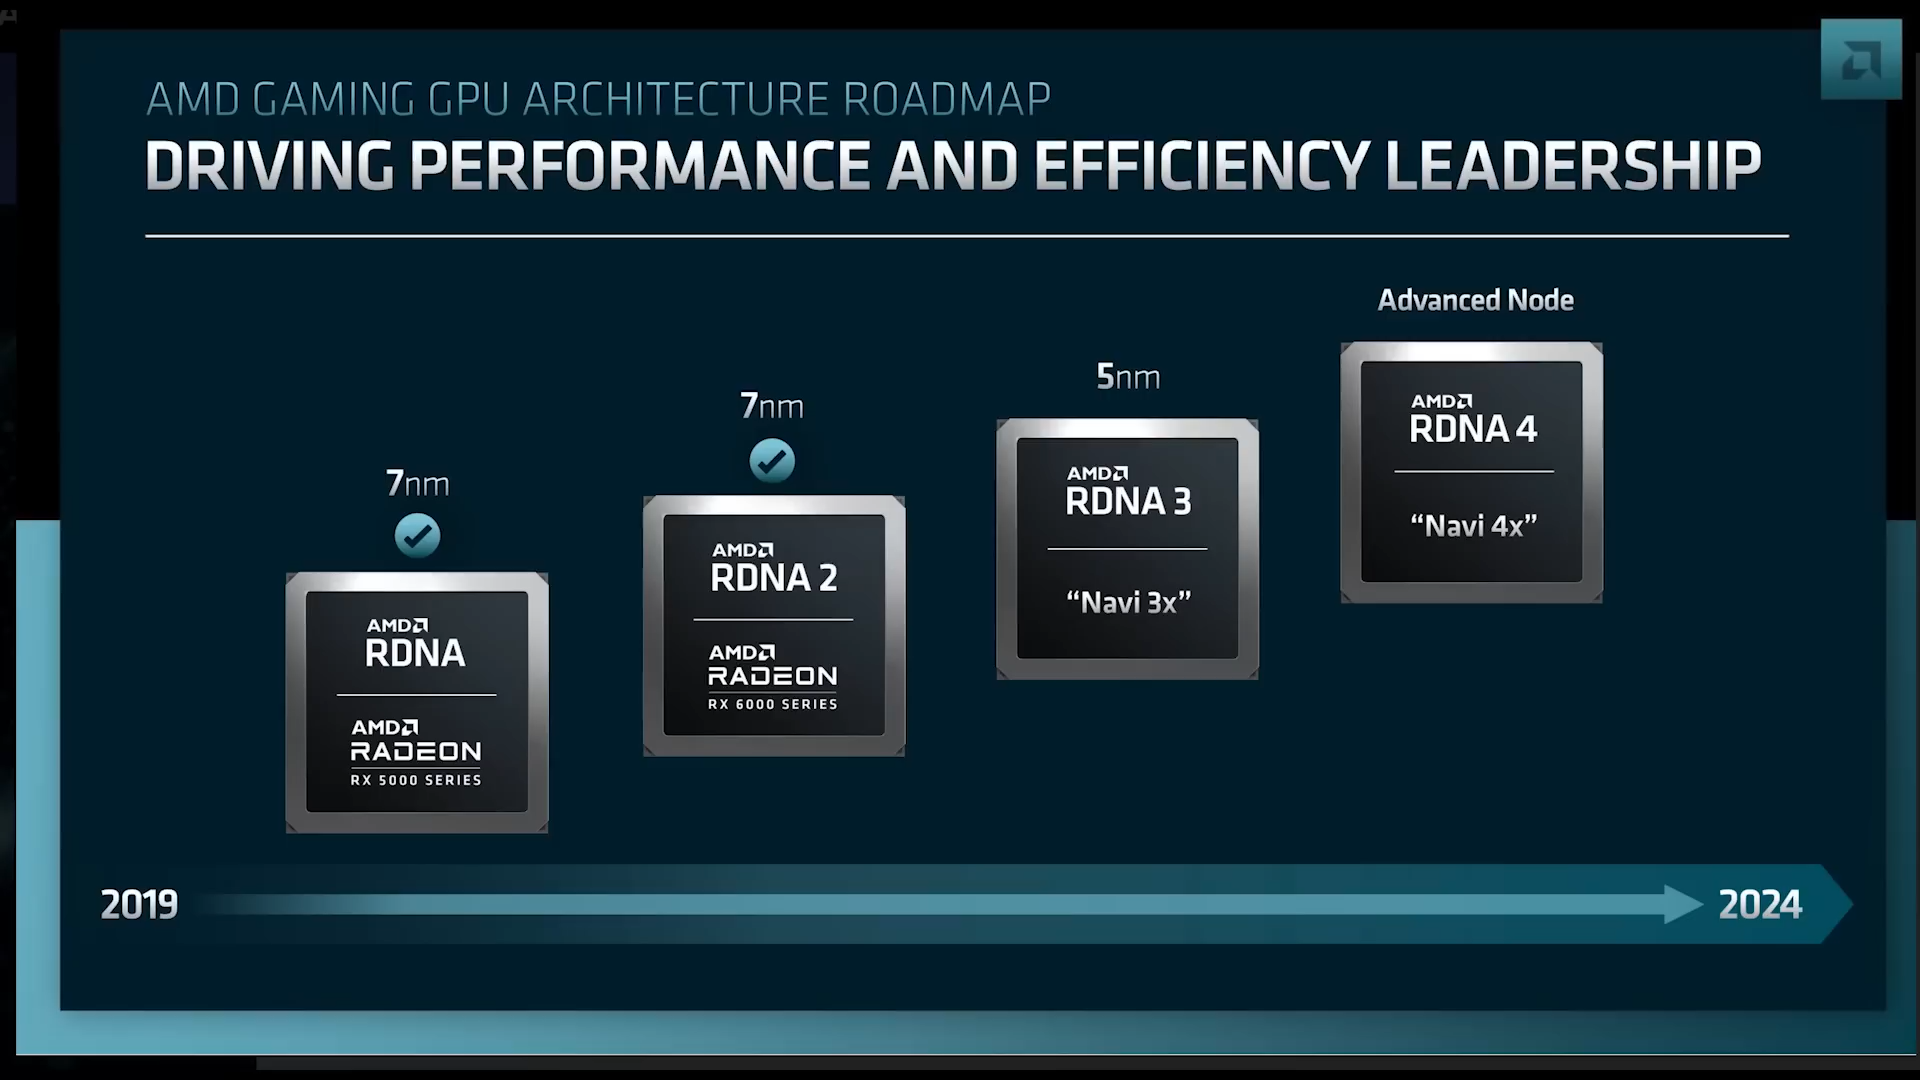 AMD GAMING GPU ARCHITECTURE ROADMAP
DRIVING PERFORMANCE AND EFFICIENCY LEADERSHIP
7nm
AMD
RDNA
AMD
RADEON
RX 5000 SERIES
7nm
AMD
RDNA 2
AMD
RADEON
RX 6000 SERIES
5nm
AMD
RDNA 3
“Navi 3x”
Advanced Node
AMD
RDNA 4
“Navi 4x”
2019
2024